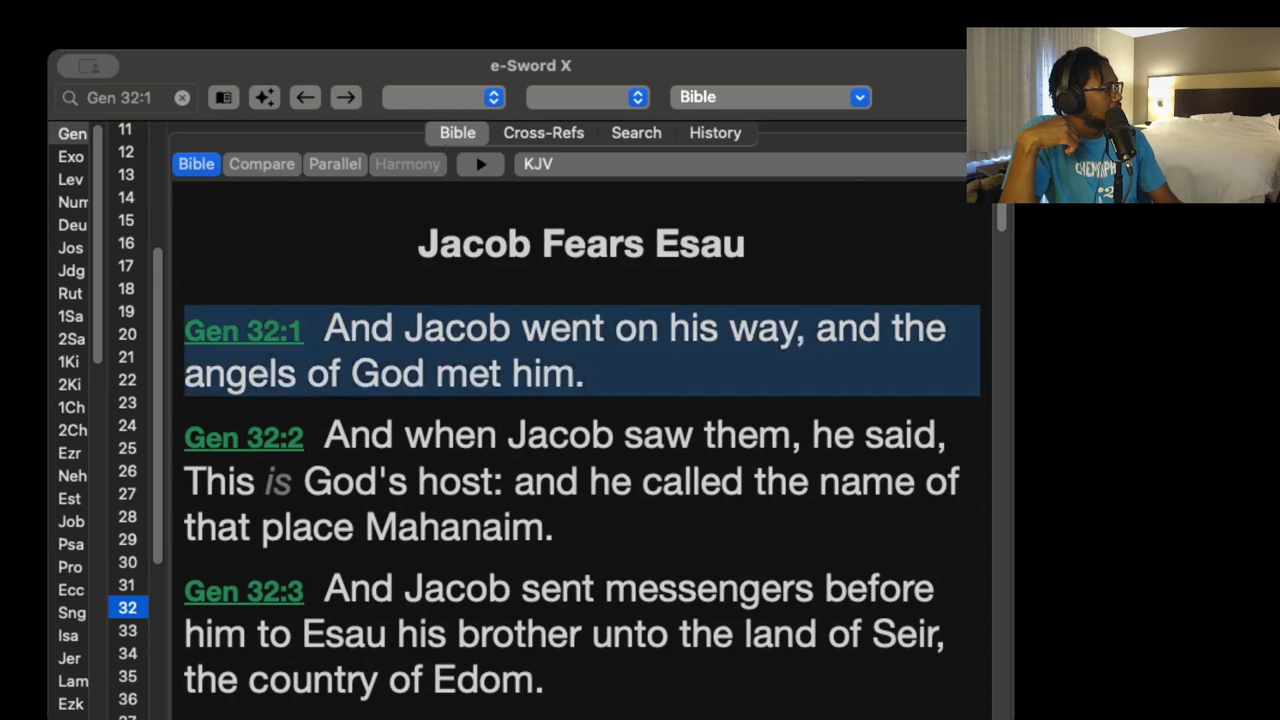 e-Sword X
Gen 32:1
Bible
Bible Cross-Refs Search History
Bible Compare Parallel Harmony KJV
Gen
Exo
Lev
Num
Deu
Jos
Jdg
Rut
1Sa
2Sa
1Ki
2Ki
1Ch
2Ch
Ezr
Neh
Est
Job
Psa
Pro
Ecc
Sng
Isa
Jer
Lam
Ezk
11
12
13
14
15
16
17
18
19
20
21
22
23
24
25
26
27
28
29
30
31
32
33
34
35
36
Jacob Fears Esau
Gen 32:1 And Jacob went on his way, and the
angels of God met him.
Gen 32:2 And when Jacob saw them, he said,
This is God's host: and he called the name of
that place Mahanaim.
Gen 32:3 And Jacob sent messengers before
him to Esau his brother unto the land of Seir,
the country of Edom.